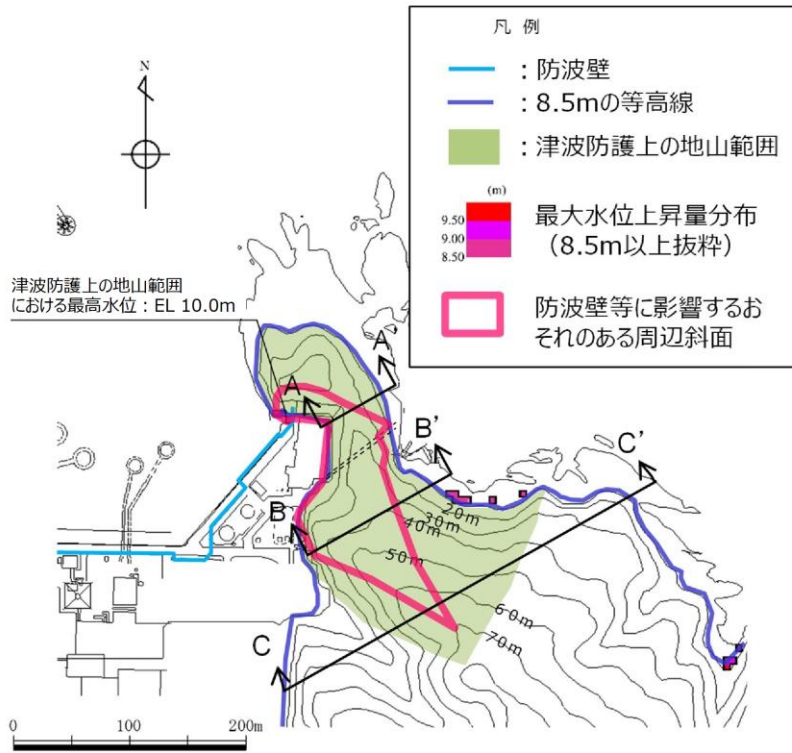 凡 例
：防波壁
：8.5mの等高線
：津波防護上の地山範囲
(m)
9.50
9.00
8.50
最大水位上昇量分布
（8.5m以上抜粋）
防波壁等に影響するお
それのある周辺斜面
N
津波防護上の地山範囲
における最高水位：EL 10.0m
A
A'
B
B'
C
C'
20m
30m
40m
50m
60m
70m
0
100
200m